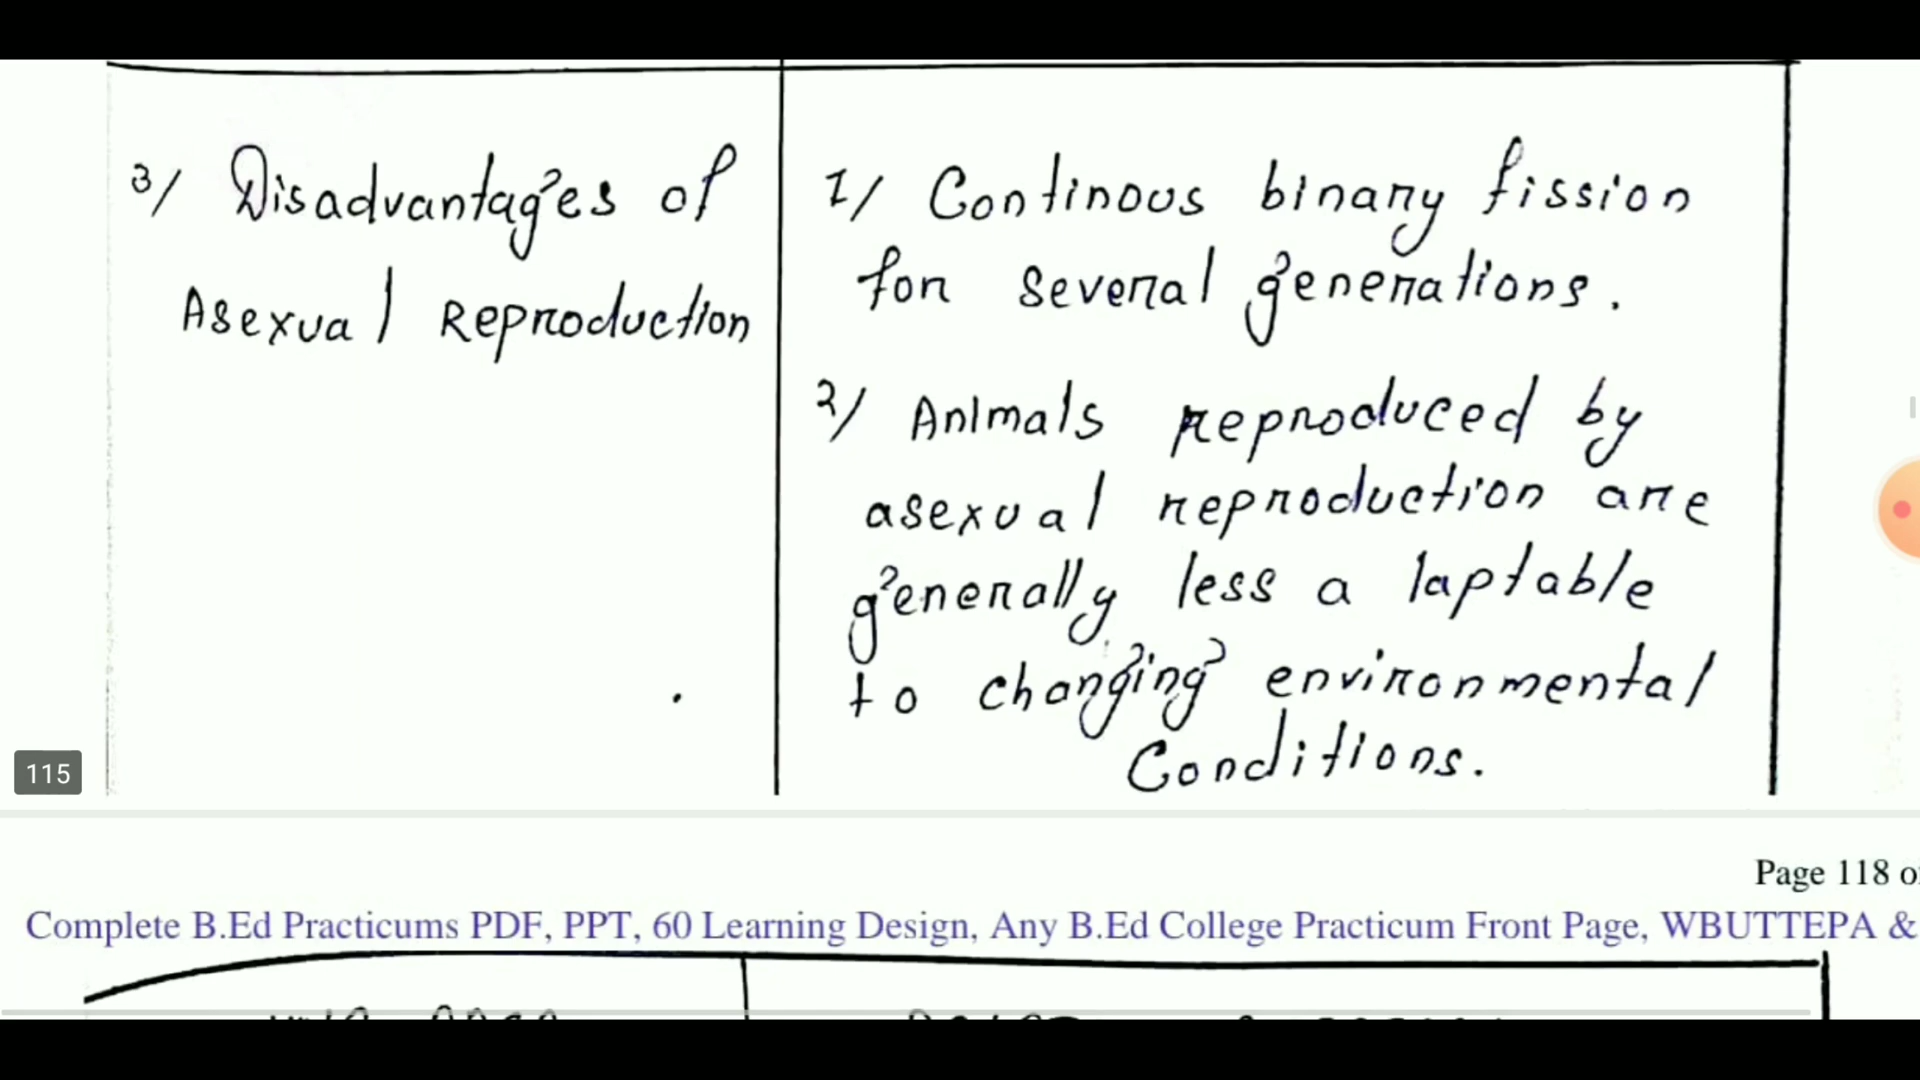 3/ Disadvantages of
Asexual Reproduction
1/ Continous binary fission
for several generations.
2/ Animals reproduced by
asexual reproduction are
generally less a laptable
to changing environmental
Conditions.
115
Page 118 o
Complete B.Ed Practicums PDF, PPT, 60 Learning Design, Any B.Ed College Practicum Front Page, WBUTTEPA &